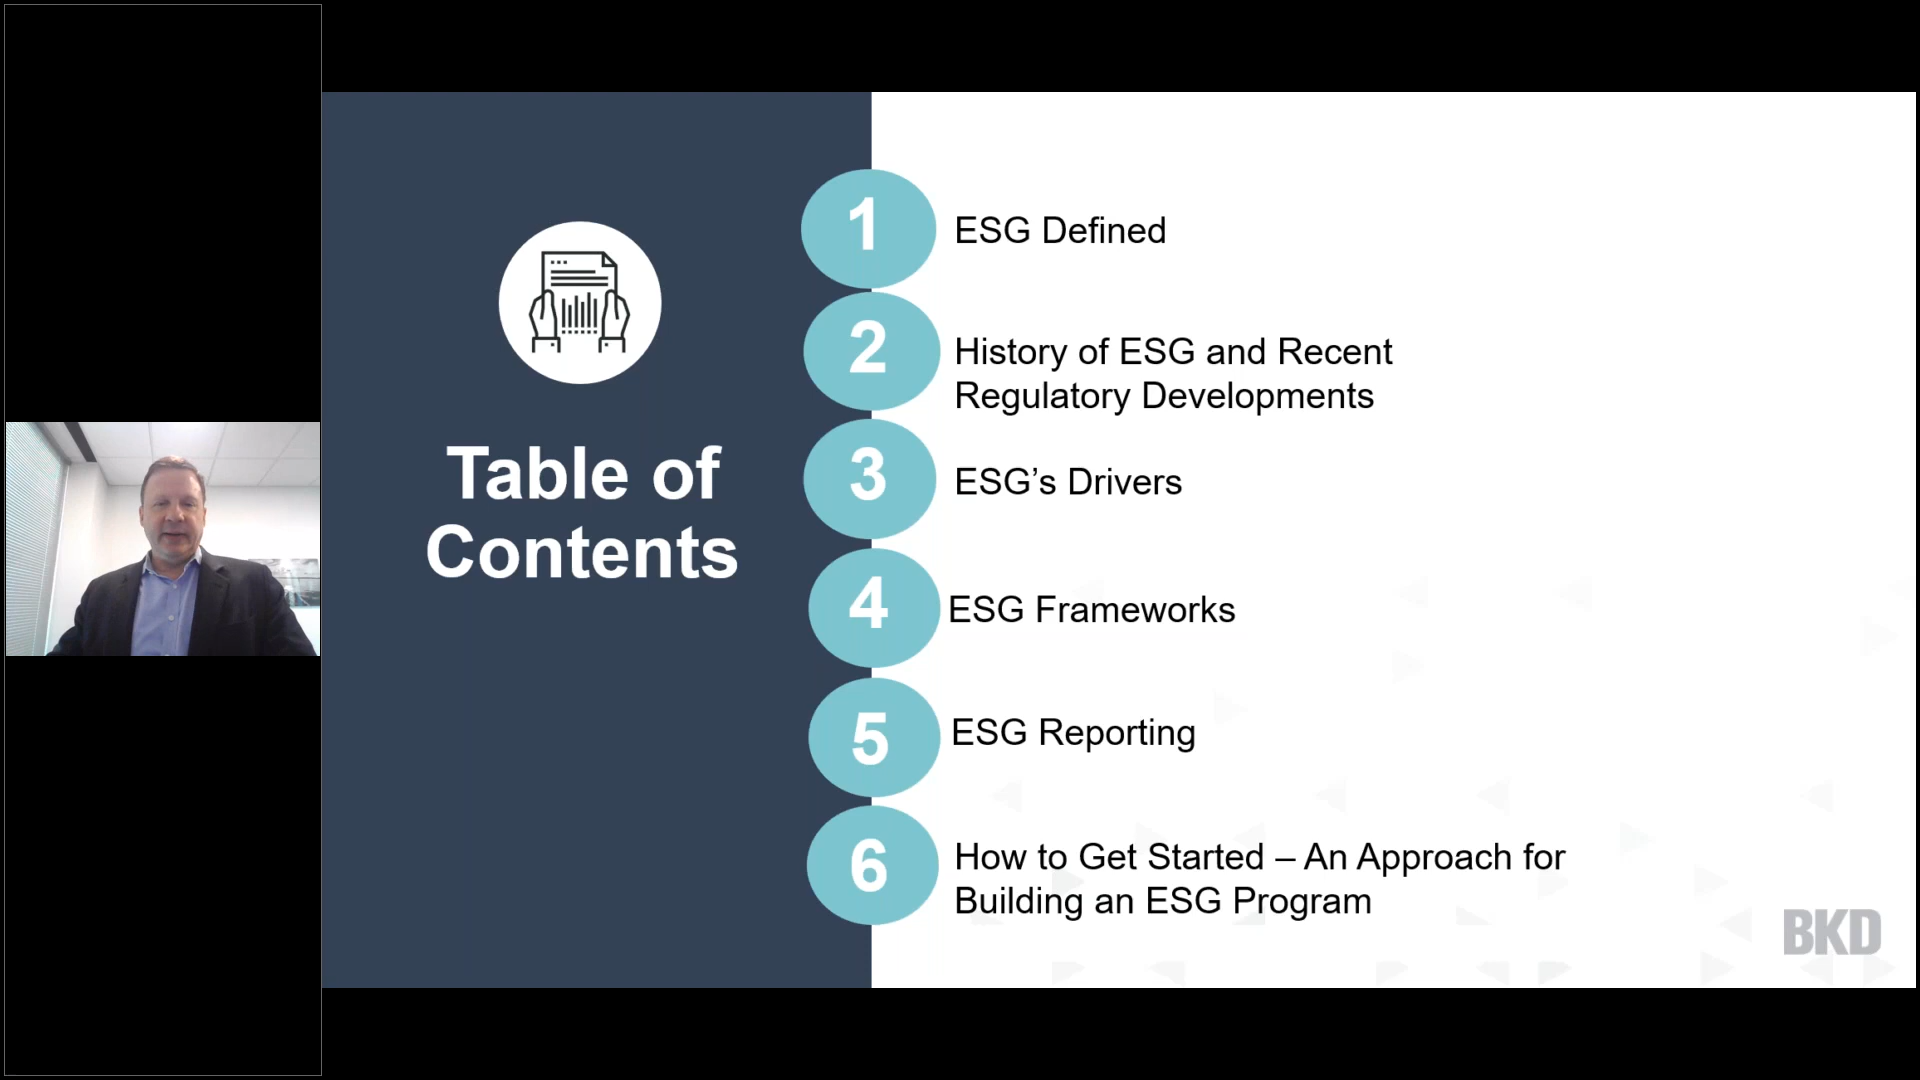 Table of
Contents
1
ESG Defined
2
History of ESG and Recent
Regulatory Developments
3
ESG’s Drivers
4
ESG Frameworks
5
ESG Reporting
6
How to Get Started – An Approach for
Building an ESG Program
BKD